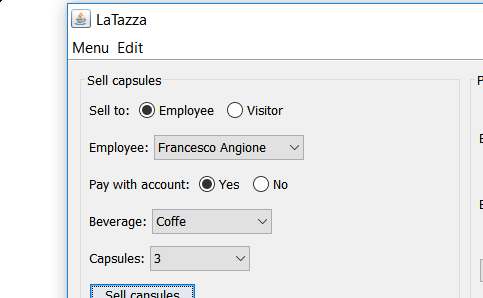 LaTazza
Menu Edit
Sell capsules
Sell to: Employee Visitor
Employee: Francesco Angione
Pay with account: Yes No
Beverage: Coffe
Capsules: 3
Sell capsules